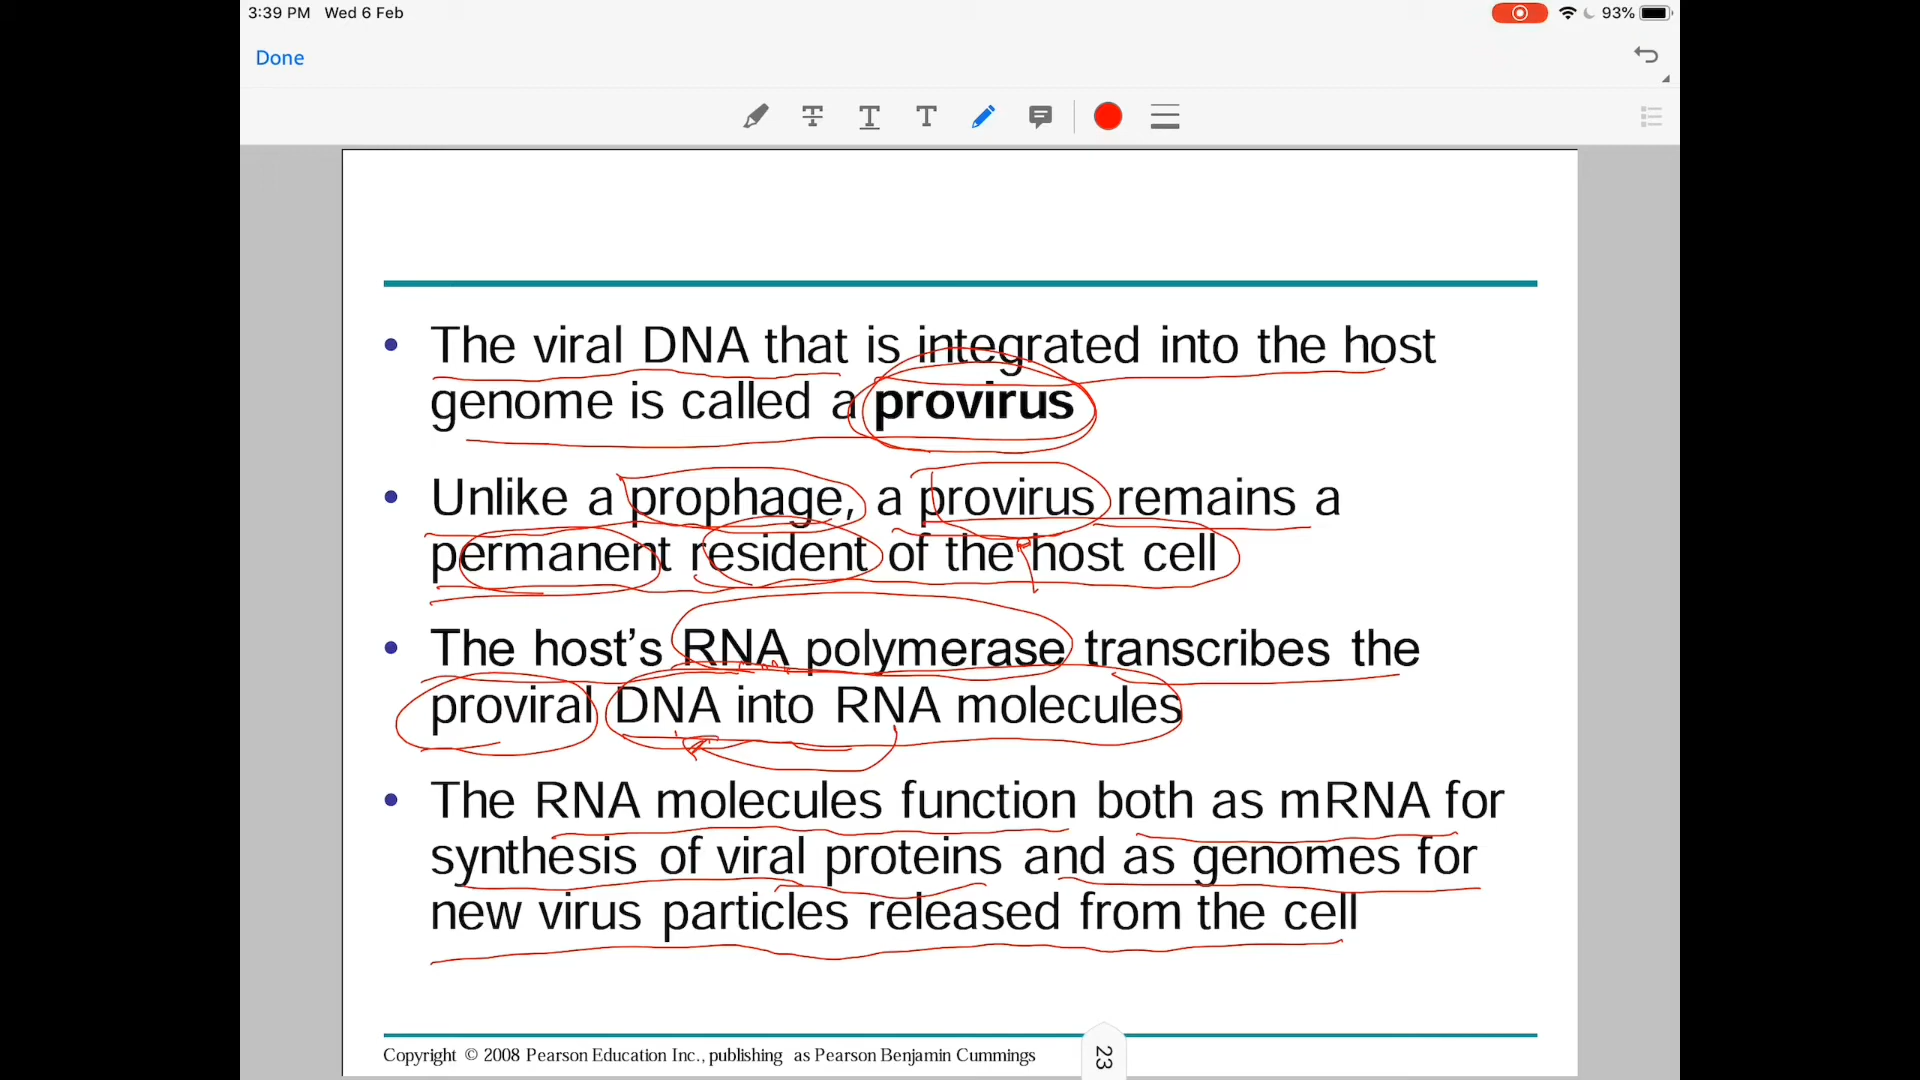 3:39 PM Wed 6 Feb 93%
Done
T T T
• The viral DNA that is integrated into the host
genome is called a provirus
• Unlike a prophage, a provirus remains a
permanent resident of the host cell
• The host’s RNA polymerase transcribes the
proviral DNA into RNA molecules
• The RNA molecules function both as mRNA for
synthesis of viral proteins and as genomes for
new virus particles released from the cell
Copyright © 2008 Pearson Education Inc., publishing as Pearson Benjamin Cummings
23